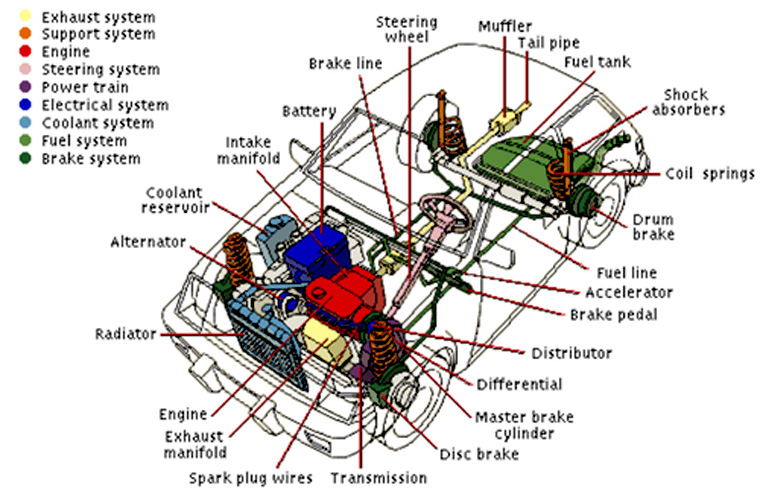 Exhaust system
Support system
Engine
Steering system
Power train
Electrical system
Coolant system
Fuel system
Brake system
Steering
wheel
Muffler
Tail pipe
Brake line
Fuel tank
Shock
absorbers
Battery
Intake
manifold
Coil springs
Coolant
reservoir
Drum
brake
Alternator
Fuel line
Accelerator
Brake pedal
Radiator
Distributor
Differential
Engine
Master brake
cylinder
Exhaust
manifold
Disc brake
Spark plug wires
Transmission